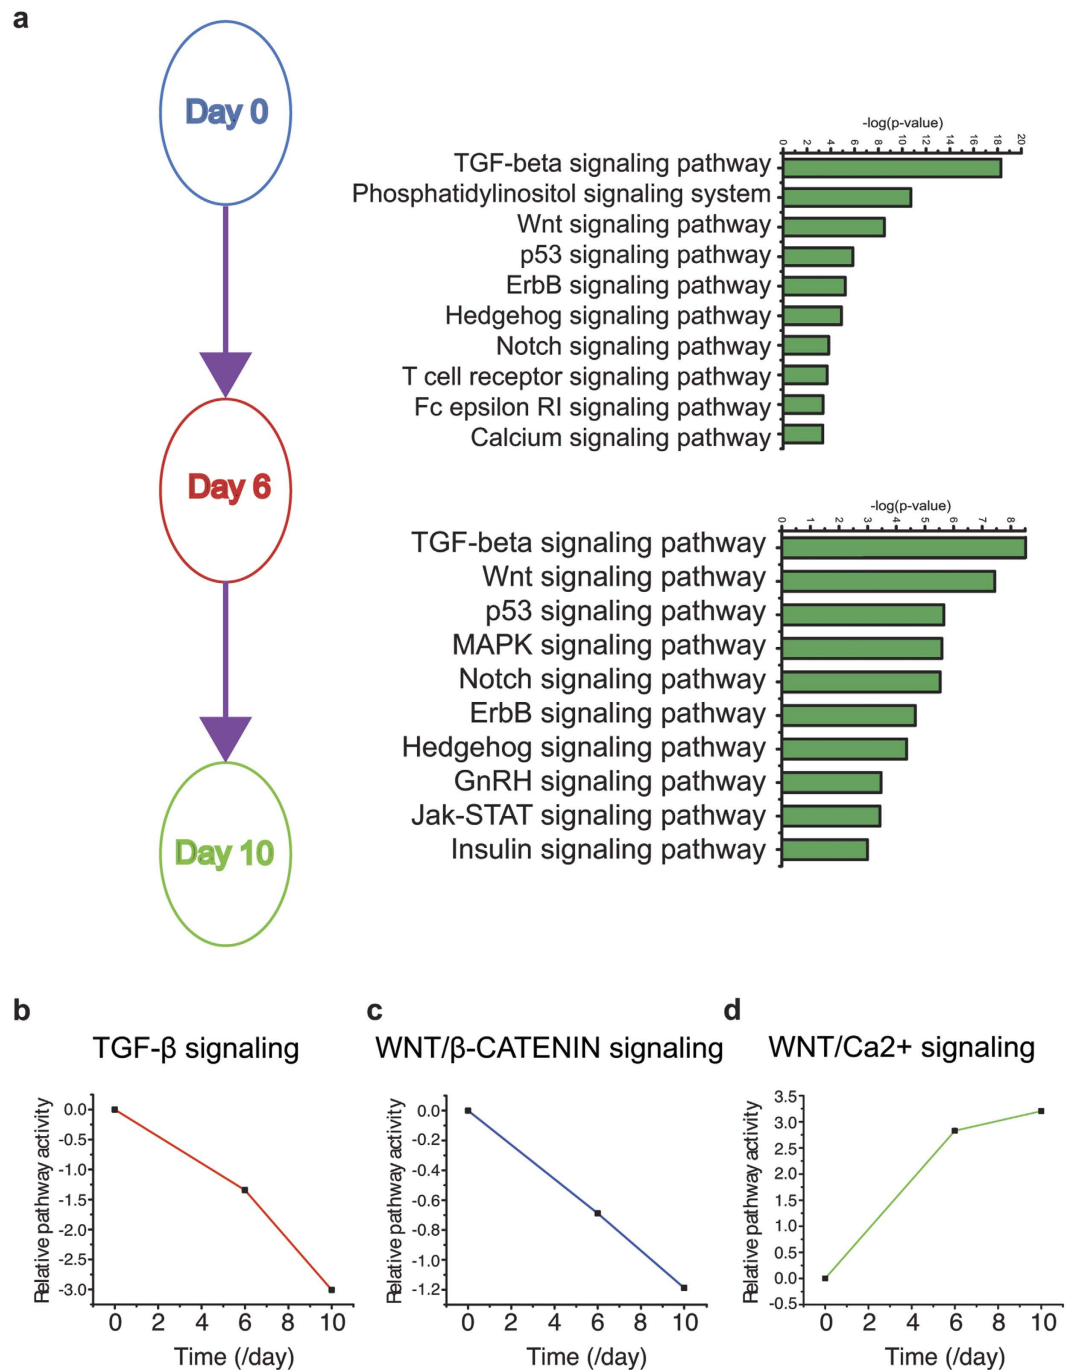 a
Day 0
-log(p-value)
0 2 4 6 8 10 12 14 16 18 20
TGF-beta signaling pathway
Phosphatidylinositol signaling system
Wnt signaling pathway
p53 signaling pathway
ErbB signaling pathway
Hedgehog signaling pathway
Notch signaling pathway
T cell receptor signaling pathway
Fc epsilon RI signaling pathway
Calcium signaling pathway
Day 6
-log(p-value)
0 1 2 3 4 5 6 7 8
TGF-beta signaling pathway
Wnt signaling pathway
p53 signaling pathway
MAPK signaling pathway
Notch signaling pathway
ErbB signaling pathway
Hedgehog signaling pathway
GnRH signaling pathway
Jak-STAT signaling pathway
Insulin signaling pathway
Day 10
b
TGF-β signaling
Relative pathway activity
0.0
-0.5
-1.0
-1.5
-2.0
-2.5
-3.0
0 2 4 6 8 10
Time (/day)
c
WNT/β-CATENIN signaling
Relative pathway activity
0.0
-0.2
-0.4
-0.6
-0.8
-1.0
-1.2
0 2 4 6 8 10
Time (/day)
d
WNT/Ca2+ signaling
Relative pathway activity
3.5
3.0
2.5
2.0
1.5
1.0
0.5
0.0
-0.5
0 2 4 6 8 10
Time (/day)